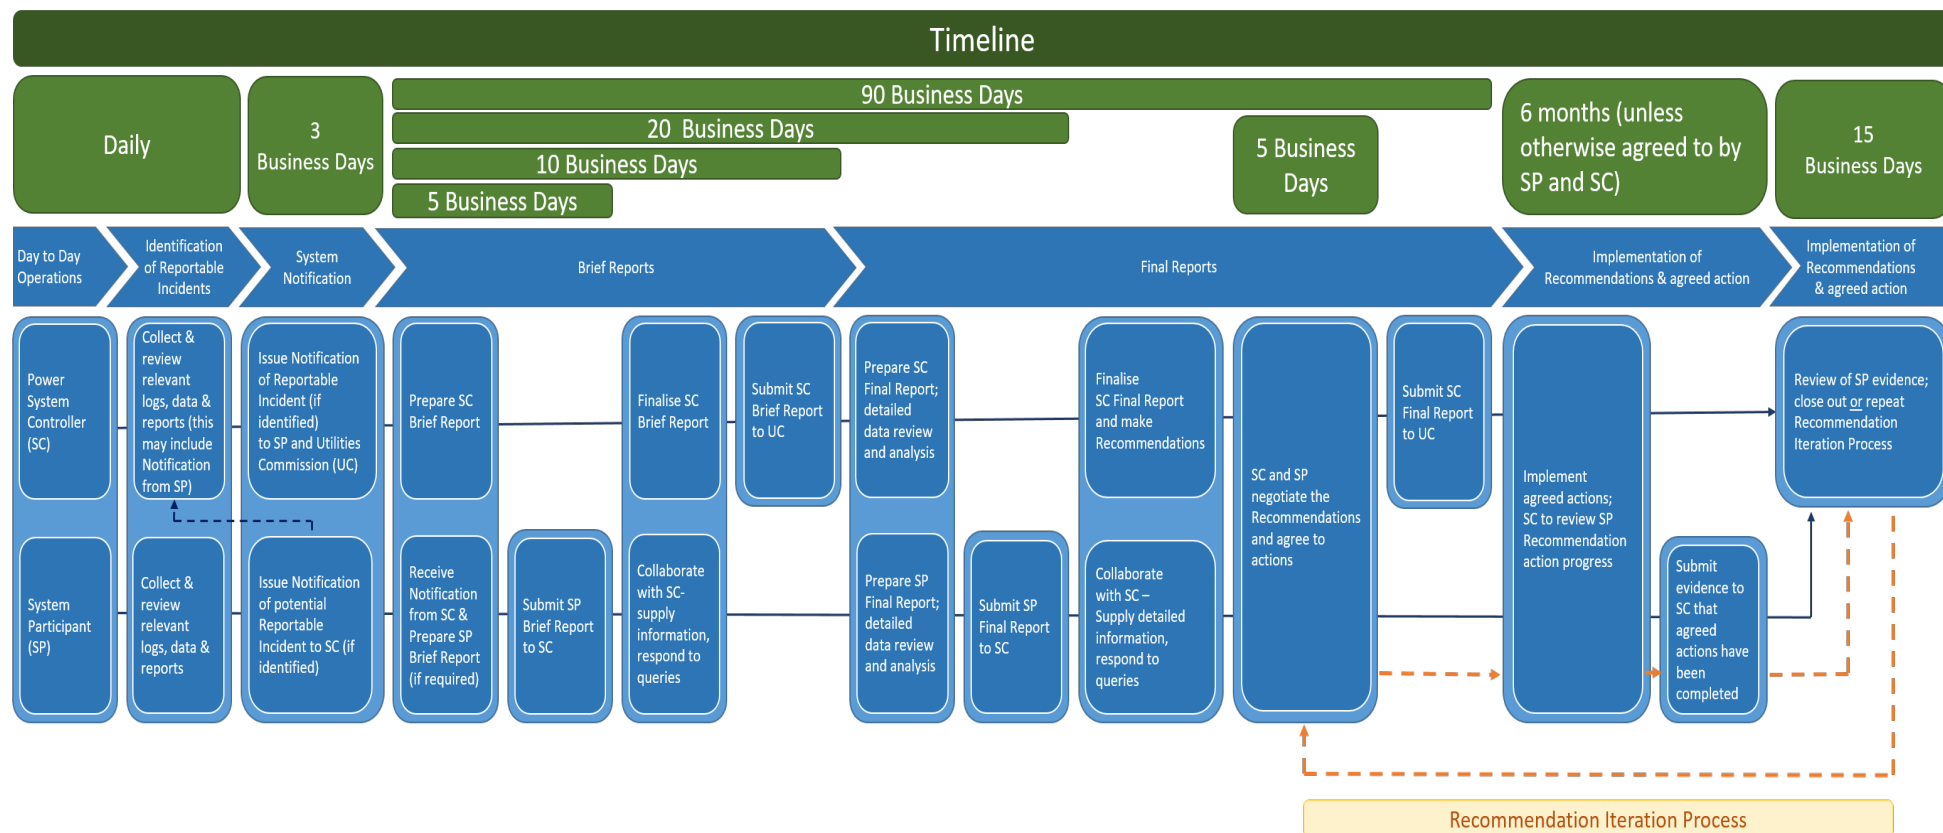 Timeline
Daily
3
Business Days
90 Business Days
20 Business Days
10 Business Days
5 Business Days
5 Business
Days
6 months (unless
otherwise agreed to by
SP and SC)
15
Business Days
Day to Day
Operations
Identification
of Reportable
Incidents
System
Notification
Brief Reports
Final Reports
Implementation of
Recommendations & agreed action
Implementation of
Recommendations
& agreed action
Power
System
Controller
(SC)
Collect &
review
relevant
logs, data &
reports (this
may include
Notification
from SP)
Issue Notification
of Reportable
Incident (if
identified)
to SP and Utilities
Commission (UC)
Prepare SC
Brief Report
Finalise SC
Brief Report
Submit SC
Brief Report
to UC
Prepare SC
Final Report;
detailed
data review
and analysis
Finalise
SC Final Report
and make
Recommendations
SC and SP
negotiate the
Recommendations
and agree to
actions
Submit SC
Final Report
to UC
Implement
agreed actions;
SC to review SP
Recommendation
action progress
Review of SP evidence;
close out or repeat
Recommendation
Iteration Process
System
Participant
(SP)
Collect &
review
relevant
logs, data &
reports
Issue Notification
of potential
Reportable
Incident to SC (if
identified)
Receive
Notification
from SC &
Prepare SP
Brief Report
(if required)
Submit SP
Brief Report
to SC
Collaborate
with SC-
supply
information,
respond to
queries
Prepare SP
Final Report;
detailed
data review
and analysis
Submit SP
Final Report
to SC
Collaborate
with SC –
Supply detailed
information,
respond to
queries
Submit
evidence to
SC that
agreed
actions have
been
completed
Recommendation Iteration Process